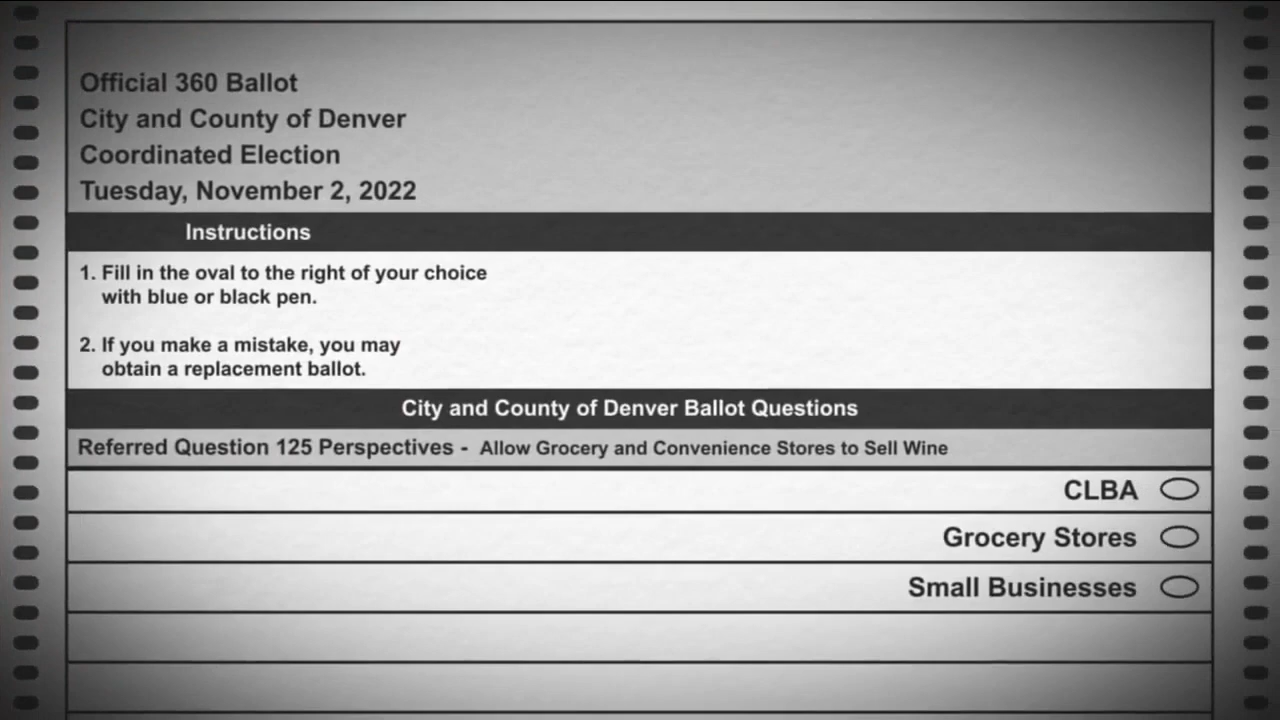 Official 360 Ballot
City and County of Denver
Coordinated Election
Tuesday, November 2, 2022
Instructions
1. Fill in the oval to the right of your choice
with blue or black pen.
2. If you make a mistake, you may
obtain a replacement ballot.
City and County of Denver Ballot Questions
Referred Question 125 Perspectives - Allow Grocery and Convenience Stores to Sell Wine
CLBA
Grocery Stores
Small Businesses